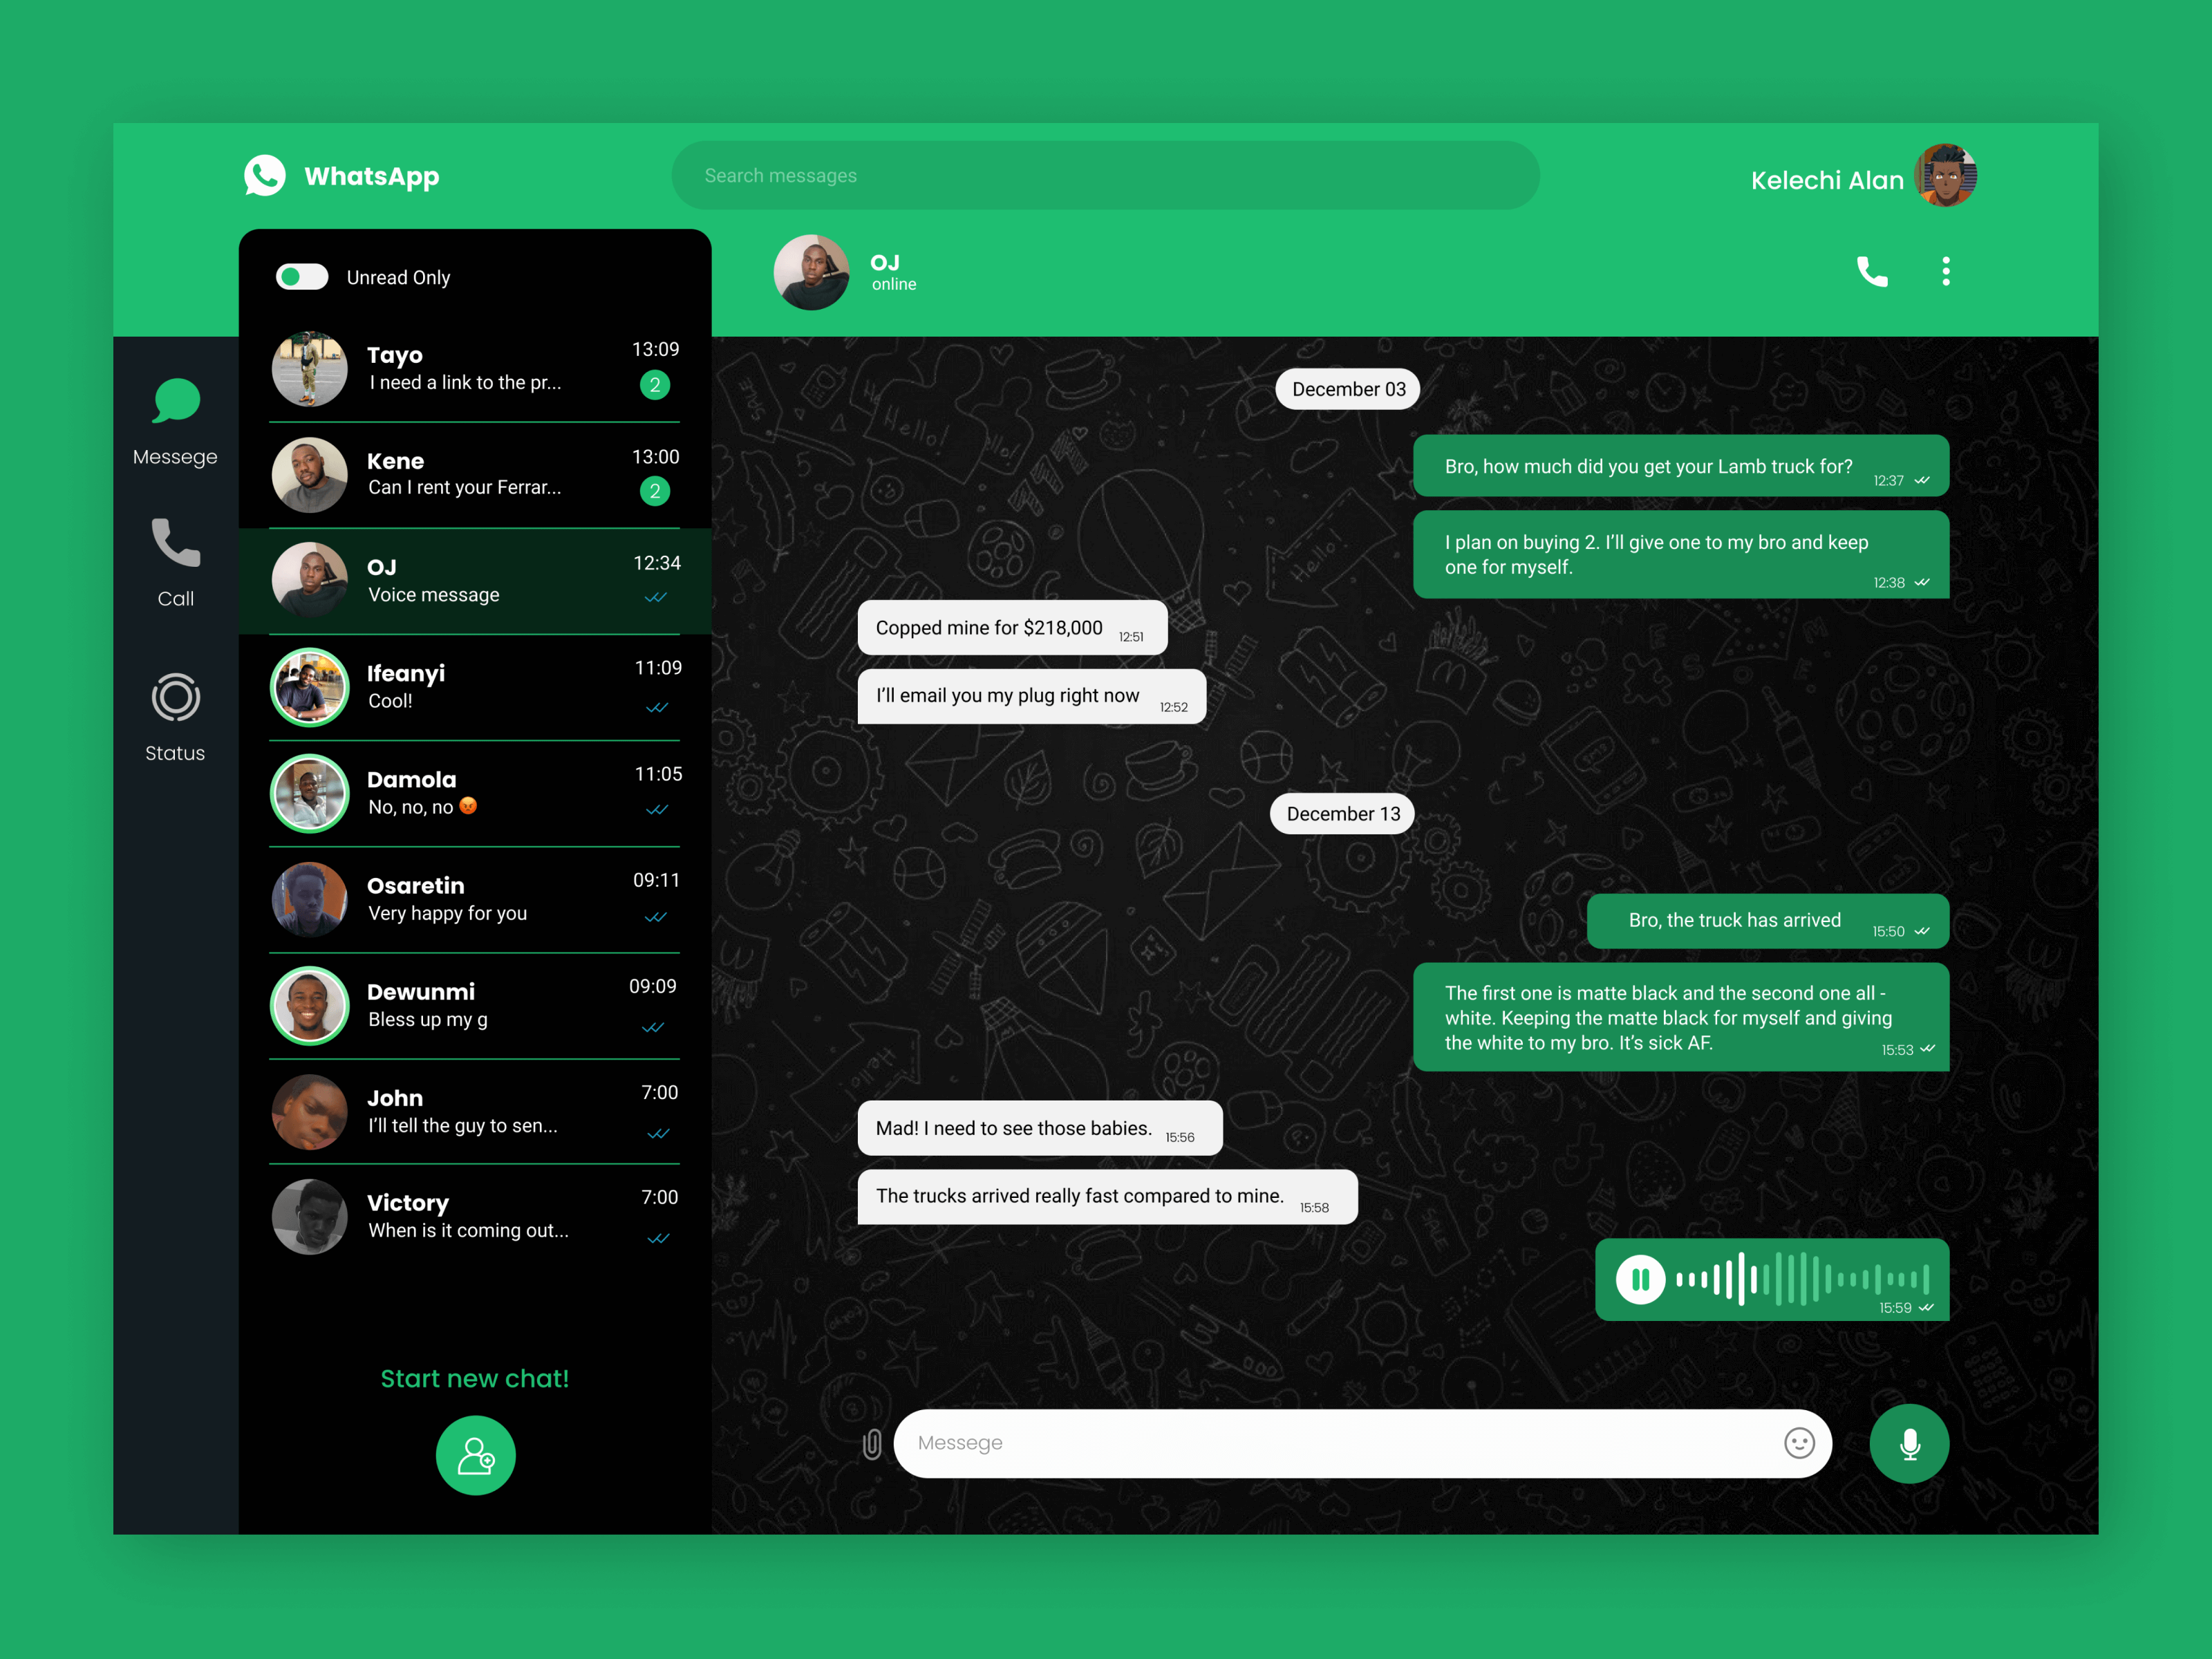 WhatsApp
Search messages
Kelechi Alan
Unread Only
OJ
online
Messege
Call
Status
Tayo
13:09
I need a link to the pr...
2
Kene
13:00
Can I rent your Ferrar...
2
OJ
12:34
Voice message
Ifeanyi
11:09
Cool!
Damola
11:05
No, no, no 😡
Osaretin
09:11
Very happy for you
Dewunmi
09:09
Bless up my g
John
7:00
I'll tell the guy to sen...
Victory
7:00
When is it coming out...
Start new chat!
December 03
Bro, how much did you get your Lamb truck for?
12:37
I plan on buying 2. I'll give one to my bro and keep
one for myself.
12:38
Copped mine for $218,000
12:51
I'll email you my plug right now
12:52
December 13
Bro, the truck has arrived
15:50
The first one is matte black and the second one all -
white. Keeping the matte black for myself and giving
the white to my bro. It's sick AF.
15:53
Mad! I need to see those babies.
15:56
The trucks arrived really fast compared to mine.
15:58
15:59
Messege